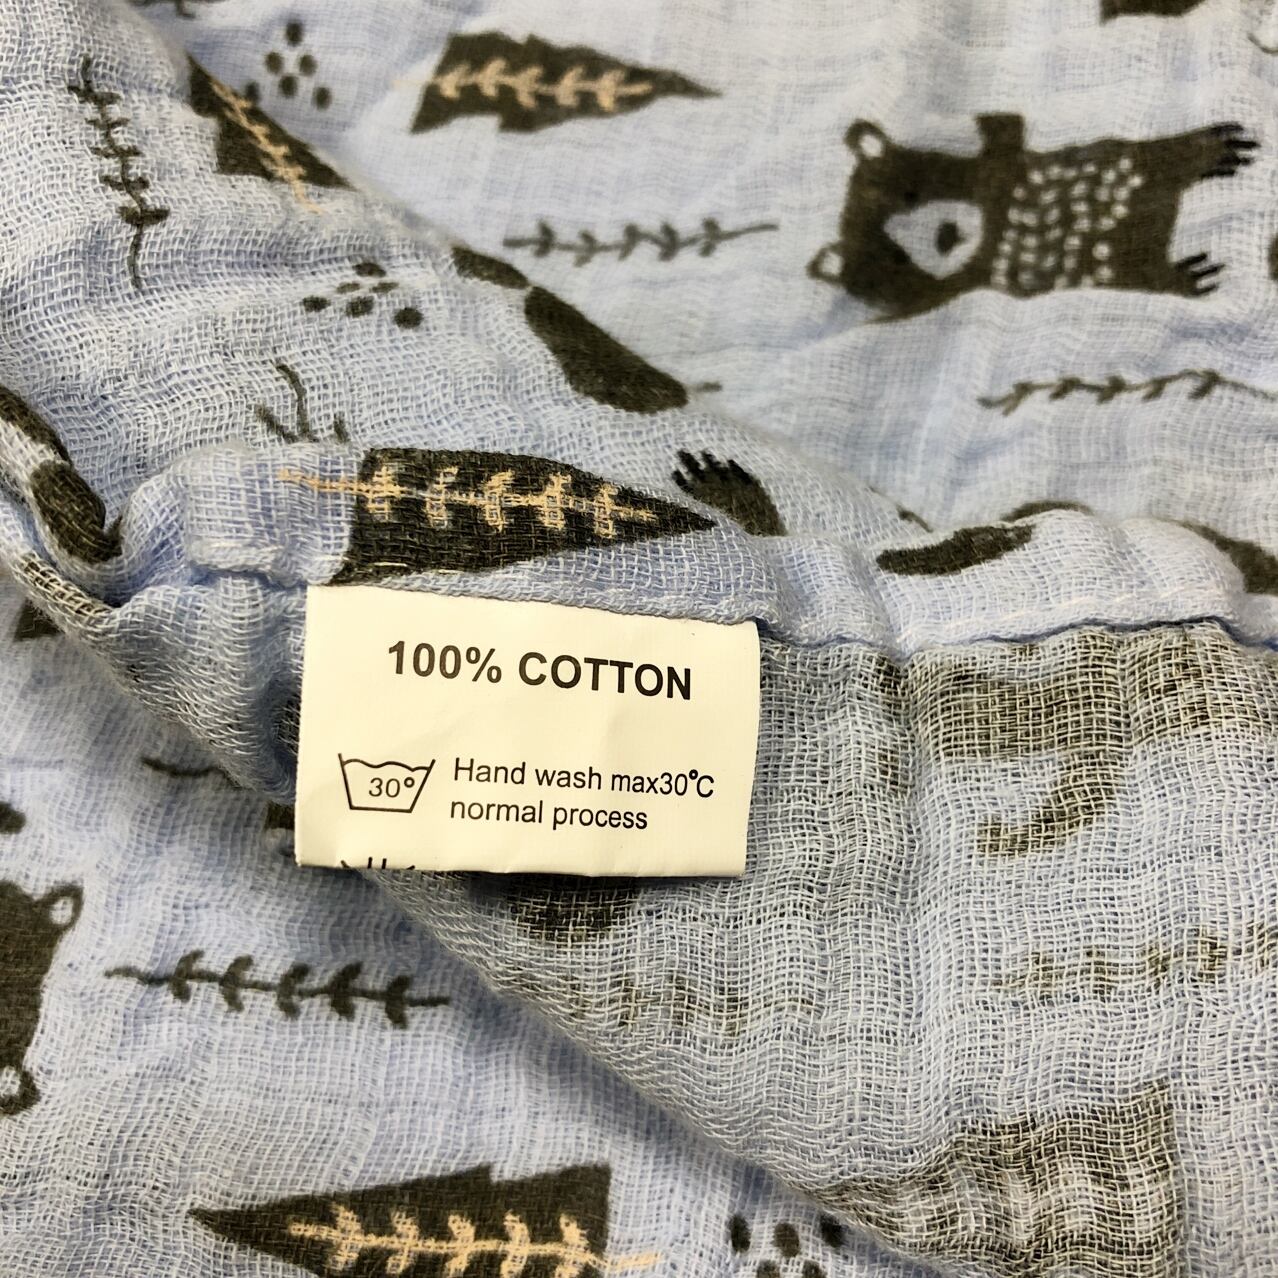 100% COTTON
30°
Hand wash max30°C
normal process